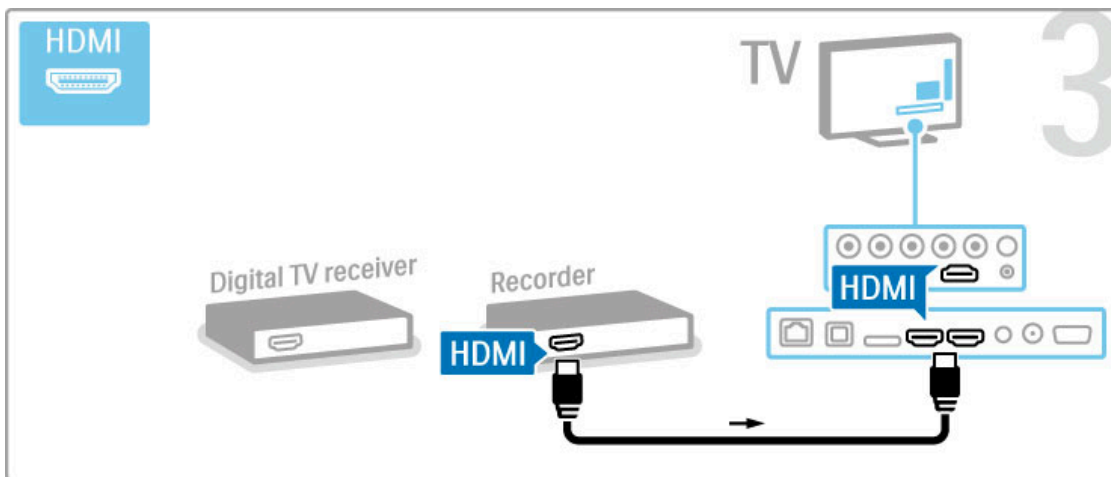 HDMI
TV
3
Digital TV receiver
Recorder
HDMI
HDMI